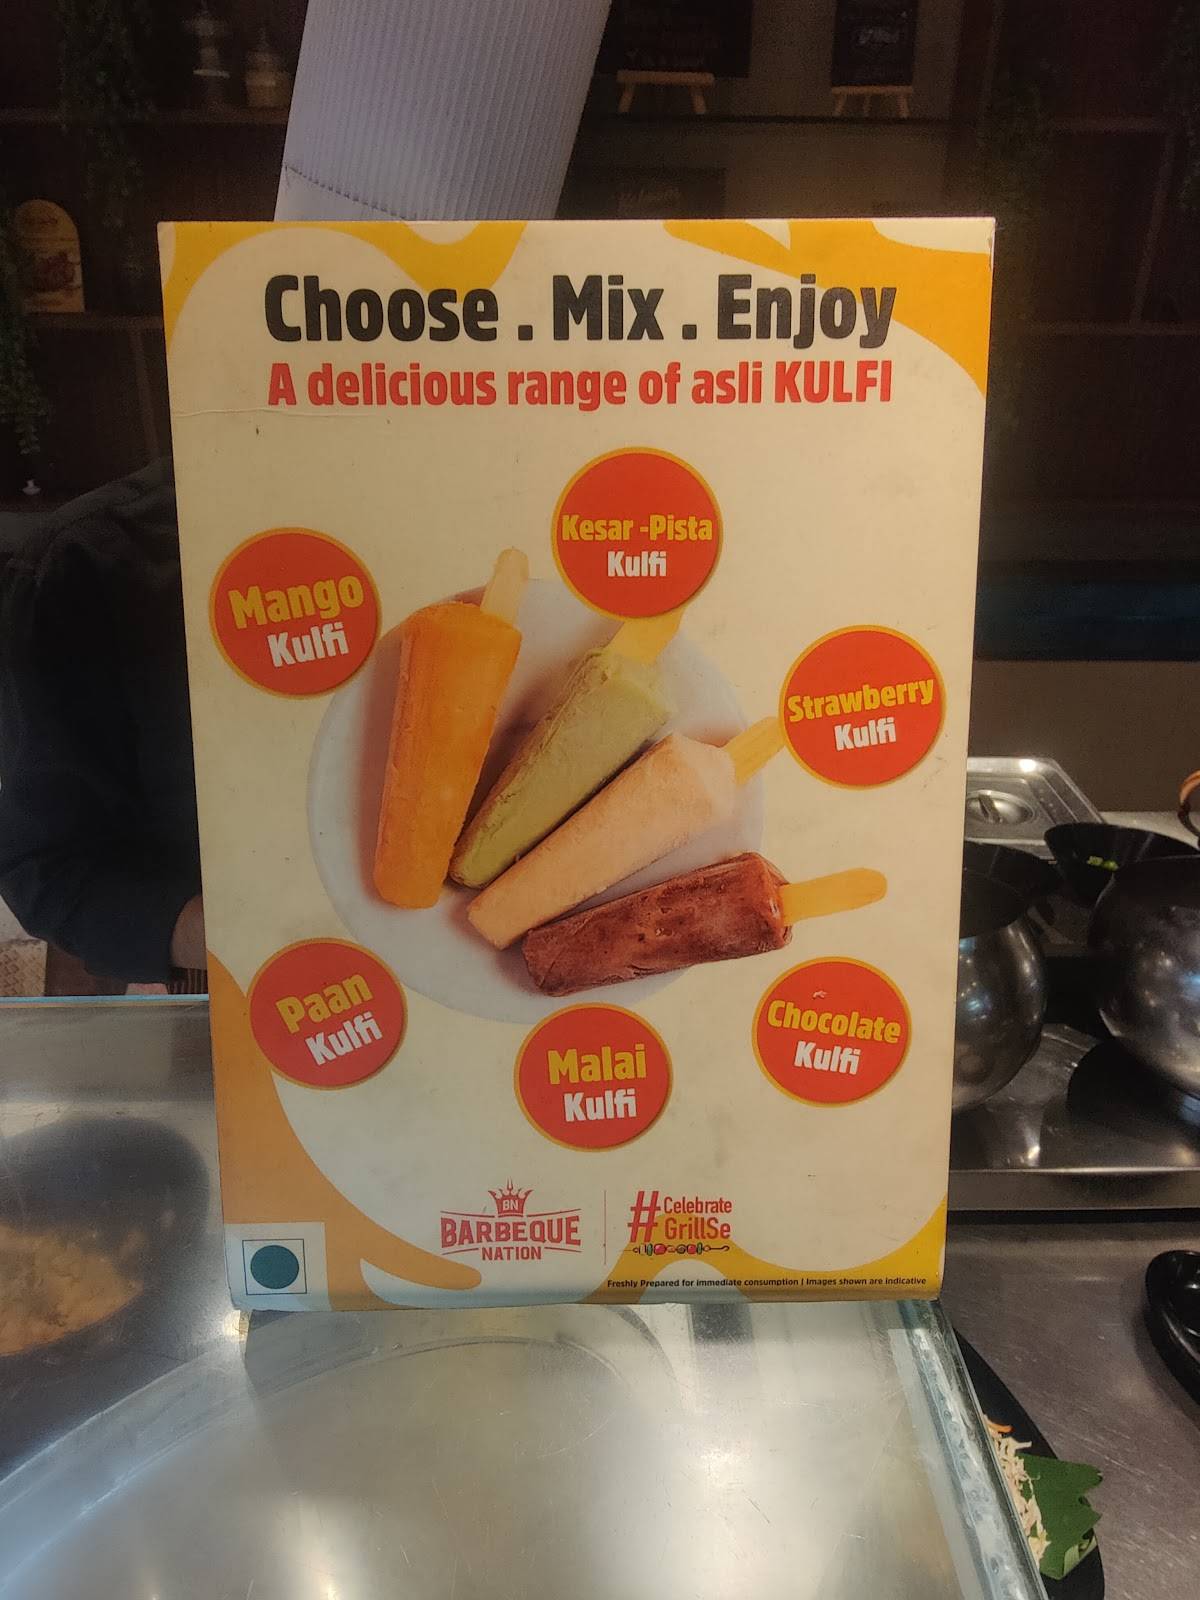 Choose . Mix . Enjoy
A delicious range of asli KULFI
Kesar -Pista
Kulfi
Mango
Kulfi
Strawberry
Kulfi
Paan
Kulfi
Malai
Kulfi
Chocolate
Kulfi
BN
BARBEQUE
NATION
#Celebrate
GrillSe
Freshly Prepared for immediate consumption | Images shown are indicative